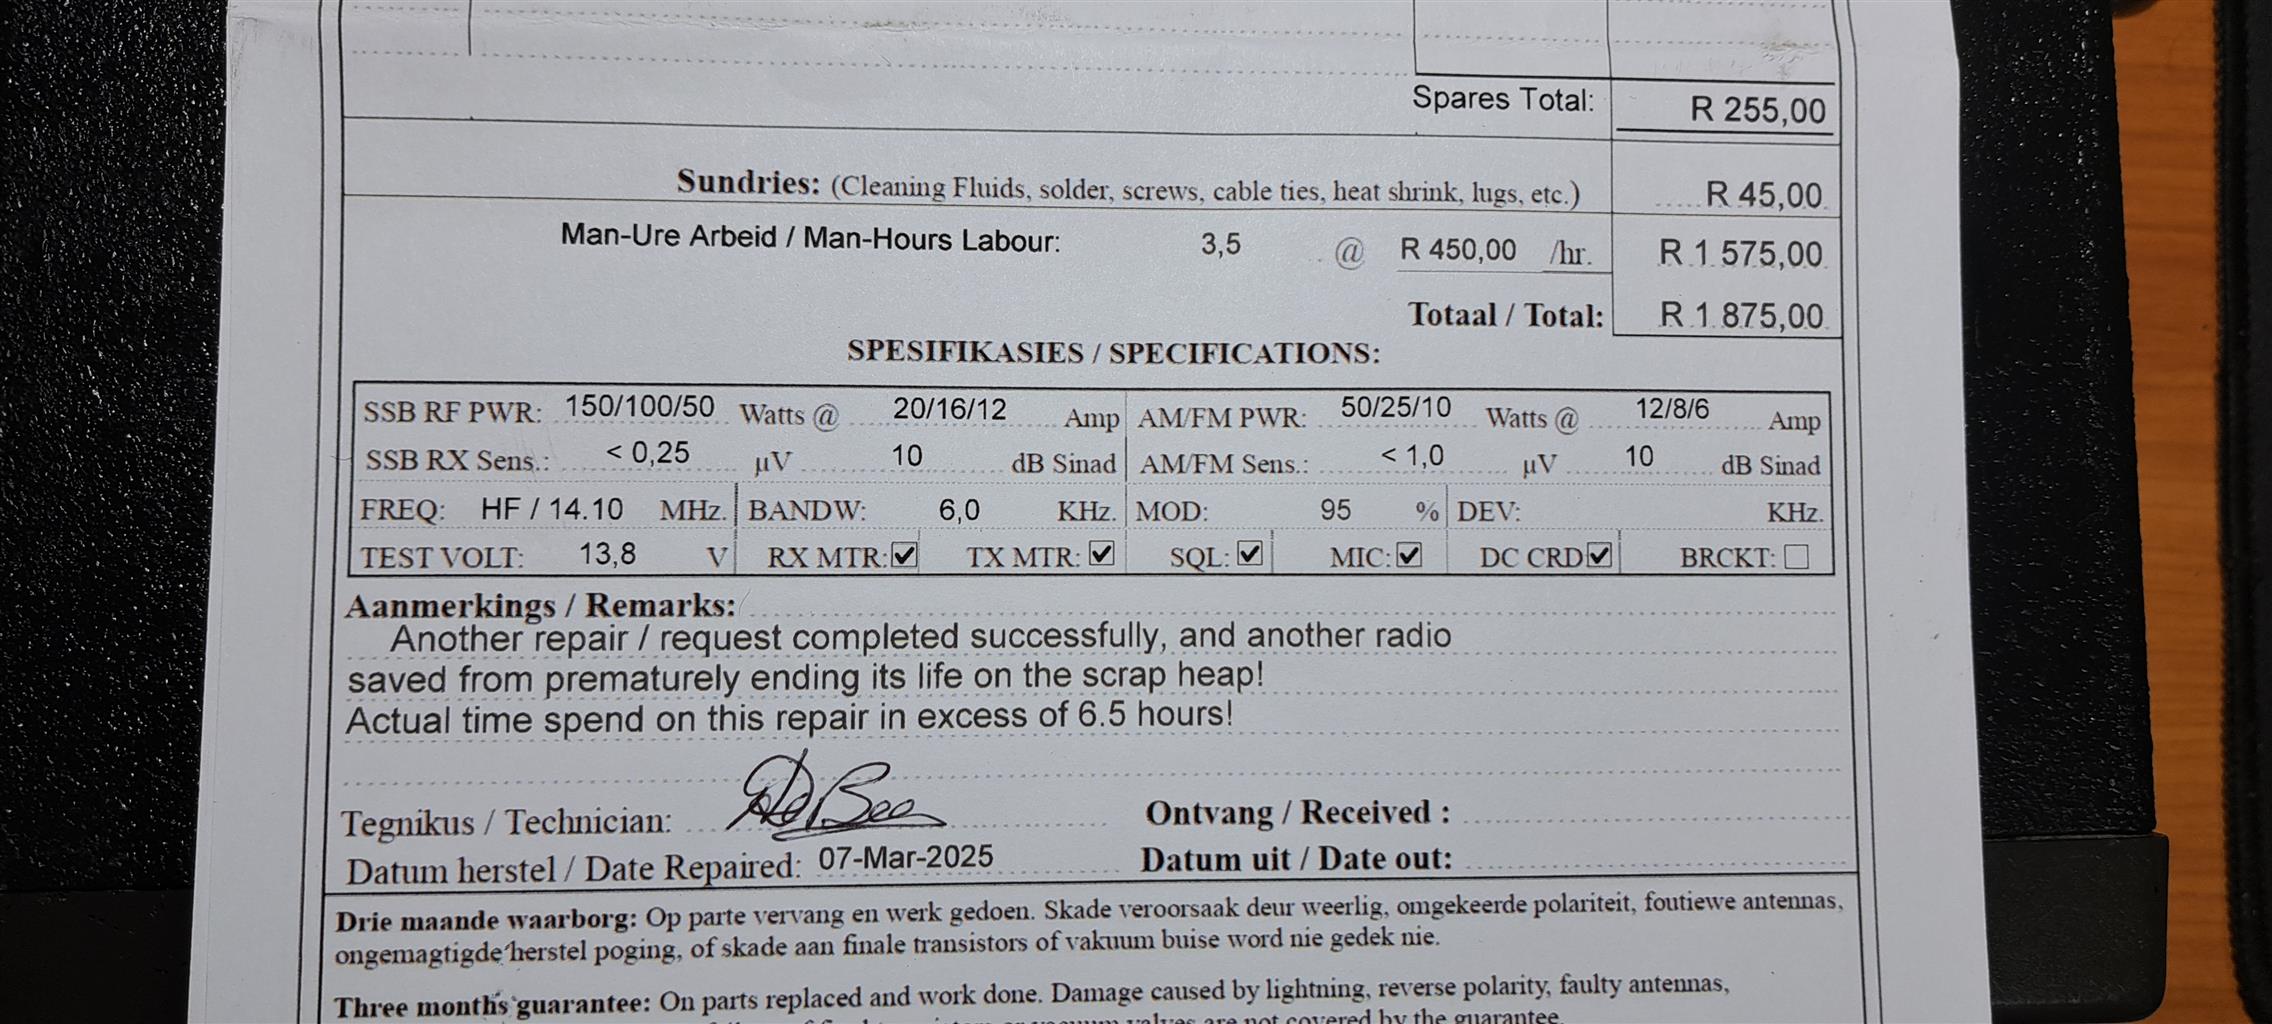 Spares Total: R 255,00
Sundries: (Cleaning Fluids, solder, screws, cable ties, heat shrink, lugs, etc.) R 45,00
Man-Ure Arbeid / Man-Hours Labour: 3,5 @ R 450,00 /hr. R 1 575,00
Totaal / Total: R 1 875,00
SPESIFIKASIES / SPECIFICATIONS:
SSB RF PWR: 150/100/50 Watts @ 20/16/12 Amp AM/FM PWR: 50/25/10 Watts @ 12/8/6 Amp
SSB RX Sens.: < 0,25 µV 10 dB Sinad AM/FM Sens.: < 1,0 µV 10 dB Sinad
FREQ: HF / 14.10 MHz. BANDW: 6,0 KHz. MOD: 95 % DEV: KHz.
TEST VOLT: 13,8 V RX MTR: ☑ TX MTR: ☑ SQL: ☑ MIC: ☑ DC CRD ☑ BRCKT: ☐
Aanmerkings / Remarks:
Another repair / request completed successfully, and another radio
saved from prematurely ending its life on the scrap heap!
Actual time spend on this repair in excess of 6.5 hours!
Tegnikus / Technician: Ontvang / Received :
Datum herstel / Date Repaired: 07-Mar-2025 Datum uit / Date out:
Drie maande waarborg: Op parte vervang en werk gedoen. Skade veroorsaak deur weerlig, omgekeerde polariteit, foutiewe antennas,
ongemagtigde herstel poging, of skade aan finale transistors of vakuum buise word nie gedek nie.
Three months guarantee: On parts replaced and work done. Damage caused by lightning, reverse polarity, faulty antennas,
valves are not covered by the guarantee.